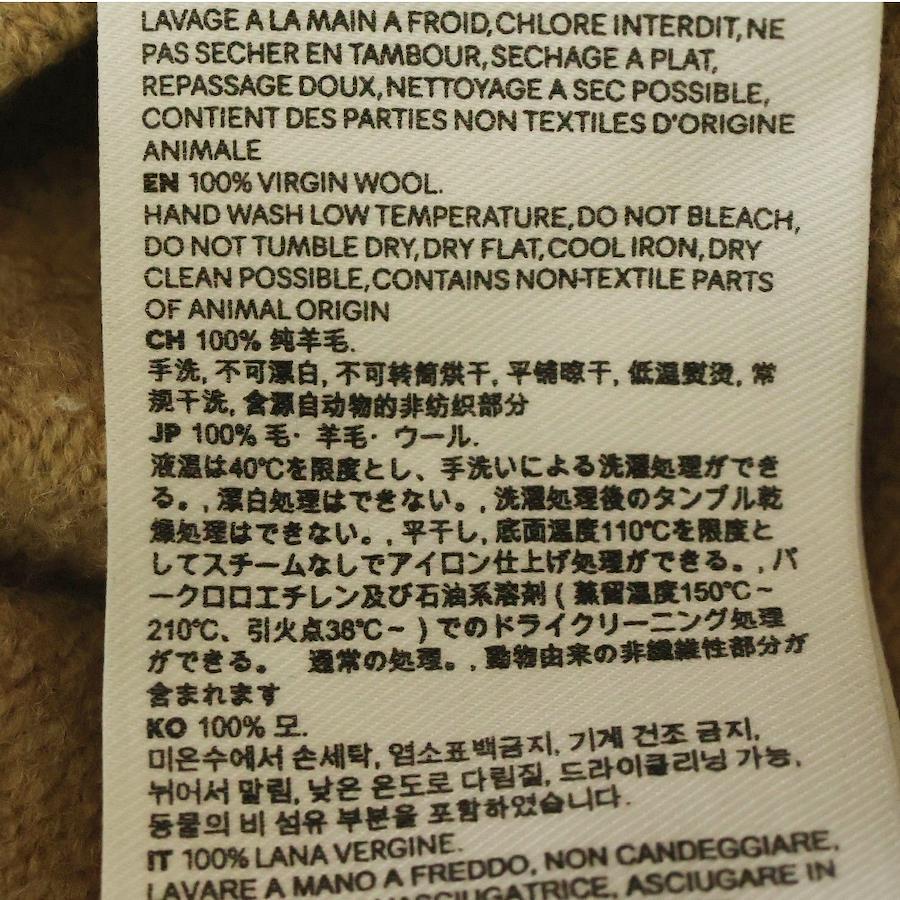 LAVAGE A LA MAIN A FROID,CHLORE INTERDIT,NE
PAS SECHER EN TAMBOUR,SECHAGE A PLAT,
REPASSAGE DOUX,NETTOYAGE A SEC POSSIBLE,
CONTIENT DES PARTIES NON TEXTILES D'ORIGINE
ANIMALE
EN 100% VIRGIN WOOL.
HAND WASH LOW TEMPERATURE,DO NOT BLEACH,
DO NOT TUMBLE DRY,DRY FLAT,COOL IRON,DRY
CLEAN POSSIBLE,CONTAINS NON-TEXTILE PARTS
OF ANIMAL ORIGIN
CH 100% 纯羊毛.
手洗, 不可漂白, 不可转筒烘干, 平铺晾干, 低温熨烫, 常
规干洗, 含源自动物的非纺织部分
JP 100% 毛· 羊毛· ウール.
液温は40℃を限度とし、手洗いによる洗濯処理ができ
る。, 漂白処理はできない。, 洗濯処理後のタンブル乾
燥処理はできない。, 平干し, 底面温度110℃を限度と
してスチームなしでアイロン仕上げ処理ができる。, パ
ークロロエチレン及び石油系溶剤 ( 蒸留温度150℃~
210℃、引火点38℃~ ) でのドライクリーニング処理
ができる。 通常の処理。, 動物由来の非繊維性部分が
含まれます
KO 100% 모.
미온수에서 손세탁, 염소표백금지, 기계 건조 금지,
뉘어서 말림, 낮은 온도로 다림질, 드라이클리닝 가능,
동물의 비 섬유 부분을 포함하였습니다.
IT 100% LANA VERGINE.
LAVARE A MANO A FREDDO, NON CANDEGGIARE,
ASCIUGATRICE, ASCIUGARE IN